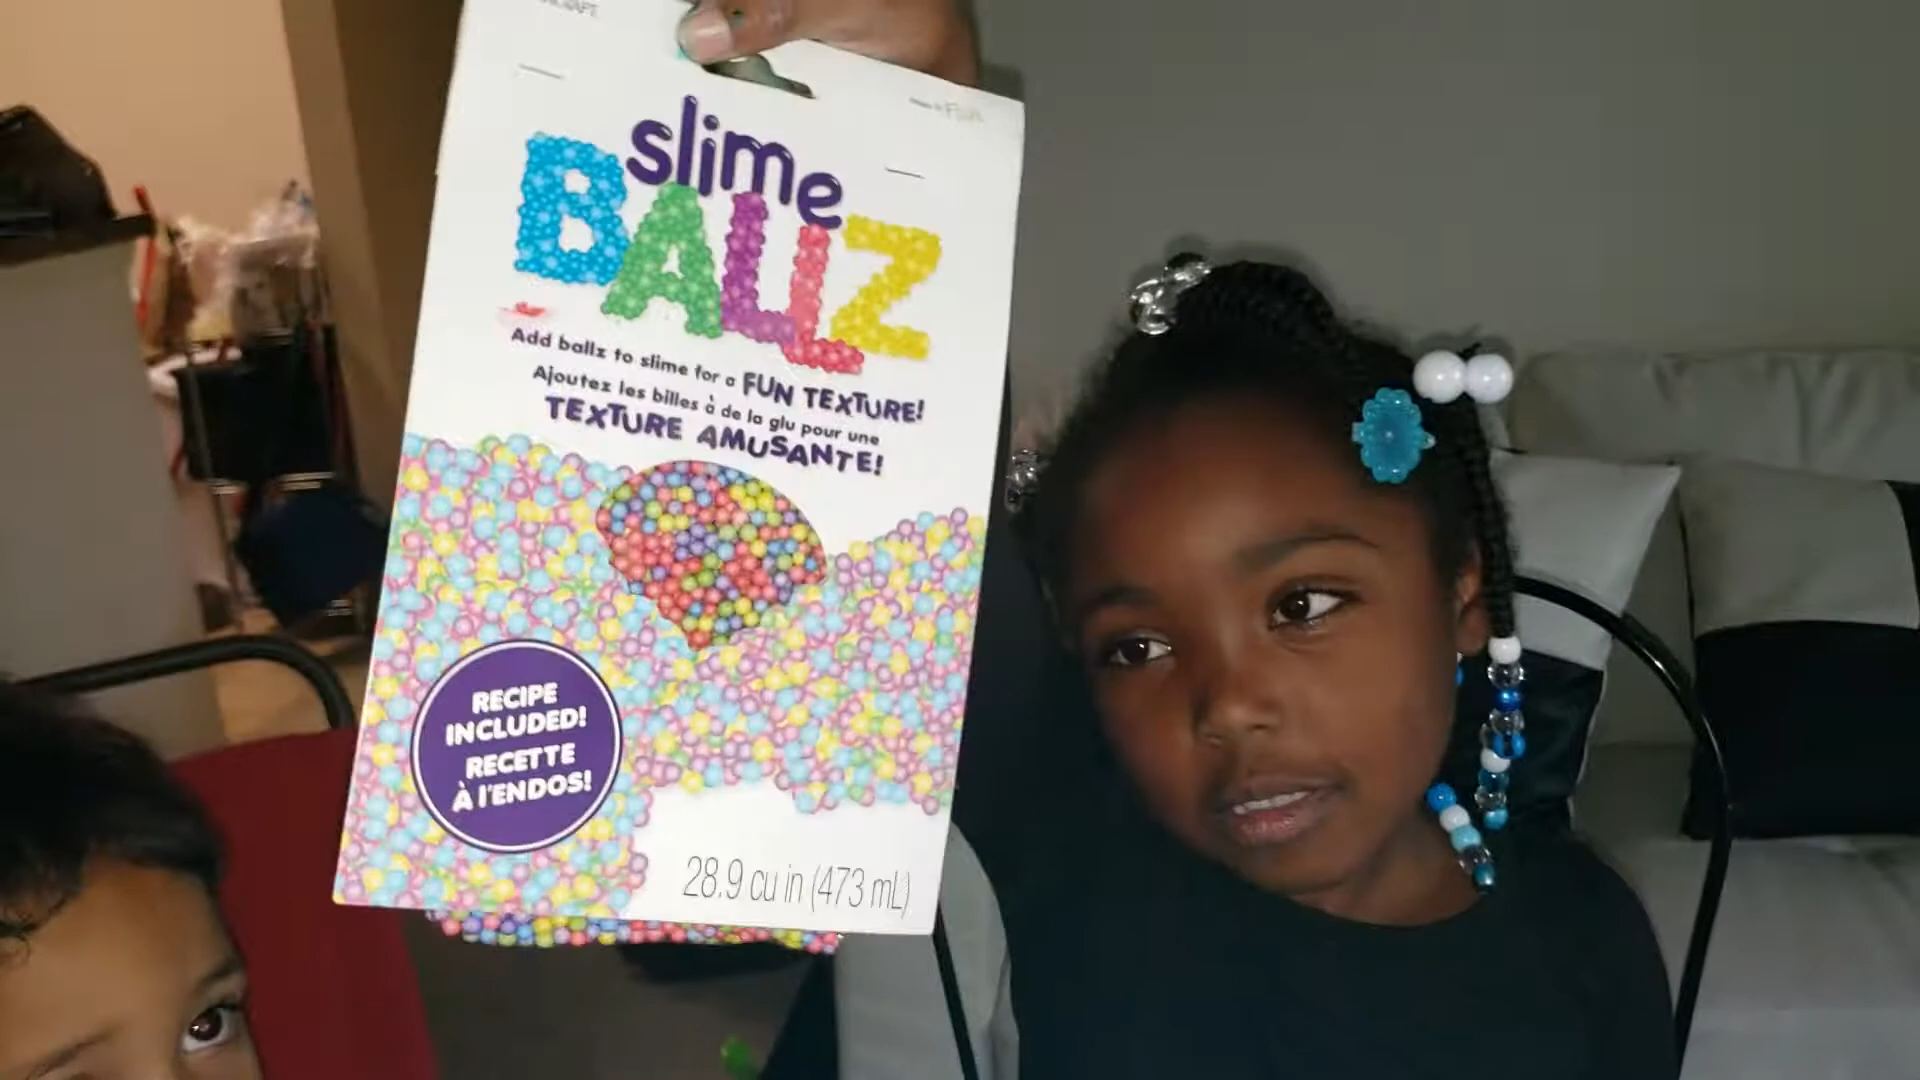 slime
BALLZ
Add ballz to slime for a FUN TEXTURE!
Ajoutez les billes à de la glu pour une
TEXTURE AMUSANTE!
RECIPE
INCLUDED!
RECETTE
À l'ENDOS!
28.9 cu in (473 mL)